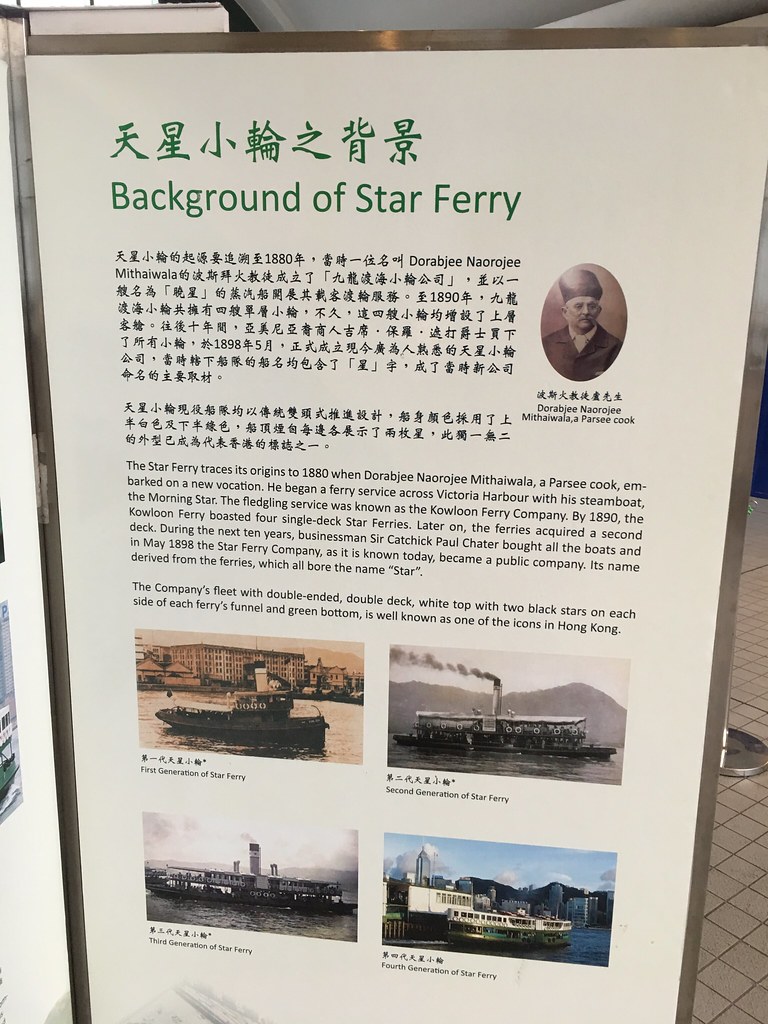 天星小輪之背景
Background of Star Ferry
天星小輪的起源要追溯至1880年，當時一位名叫 Dorabjee Naorojee
Mithaiwala的波斯拜火教徒成立了「九龍渡海小輪公司」，並以一
艘名為「曉星」的蒸汽船開展其載客渡輪服務。至1890年，九龍
渡海小輪共擁有四艘單層小輪，不久，這四艘小輪均增設了上層
客艙。往後十年間，亞美尼亞裔商人吉席·保羅·遮打爵士買下
了所有小輪，於1898年5月，正式成立現今廣為人熟悉的天星小輪
公司，當時轄下船隊的船名均包含了「星」字，成了當時新公司
命名的主要取材。
天星小輪現役船隊均以傳統雙頭式推進設計，船身顏色採用了上
半白色及下半綠色，船頂煙囪每邊各展示了兩枚星，此獨一無二
的外型已成為代表香港的標誌之一。
波斯火教徒盧先生
Dorabjee Naorojee
Mithaiwala,a Parsee cook
The Star Ferry traces its origins to 1880 when Dorabjee Naorojee Mithaiwala, a Parsee cook, em-
barked on a new vocation. He began a ferry service across Victoria Harbour with his steamboat,
the Morning Star. The fledgling service was known as the Kowloon Ferry Company. By 1890, the
Kowloon Ferry boasted four single-deck Star Ferries. Later on, the ferries acquired a second
deck. During the next ten years, businessman Sir Catchick Paul Chater bought all the boats and
in May 1898 the Star Ferry Company, as it is known today, became a public company. Its name
derived from the ferries, which all bore the name “Star”.
The Company’s fleet with double-ended, double deck, white top with two black stars on each
side of each ferry’s funnel and green bottom, is well known as one of the icons in Hong Kong.
第一代天星小輪*
First Generation of Star Ferry
第二代天星小輪*
Second Generation of Star Ferry
第三代天星小輪*
Third Generation of Star Ferry
第四代天星小輪
Fourth Generation of Star Ferry